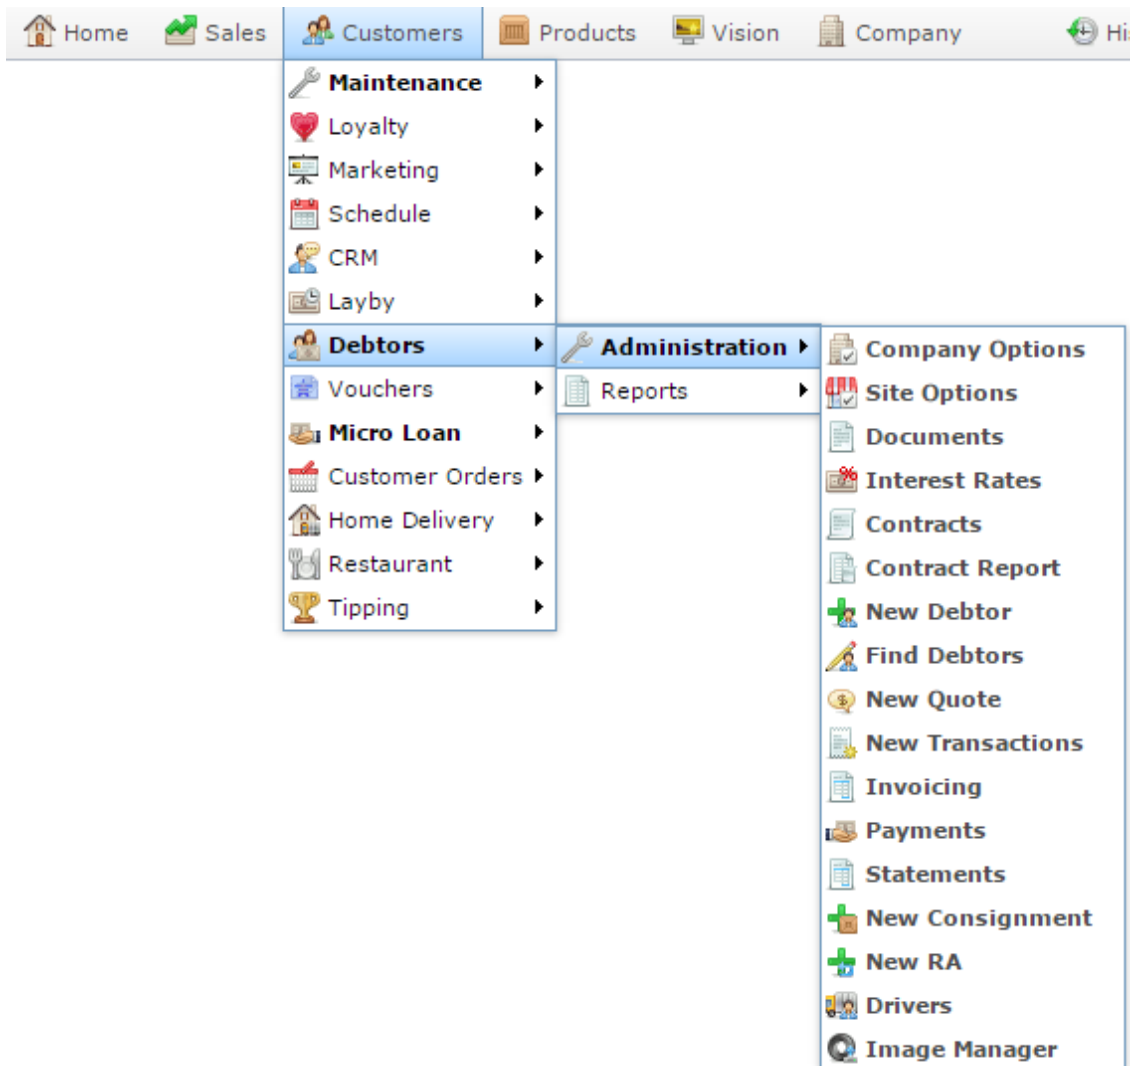 Home Sales Customers Products Vision Company Hi
Maintenance
Loyalty
Marketing
Schedule
CRM
Layby
Debtors
Vouchers
Micro Loan
Customer Orders
Home Delivery
Restaurant
Tipping
Administration
Reports
Company Options
Site Options
Documents
Interest Rates
Contracts
Contract Report
New Debtor
Find Debtors
New Quote
New Transactions
Invoicing
Payments
Statements
New Consignment
New RA
Drivers
Image Manager